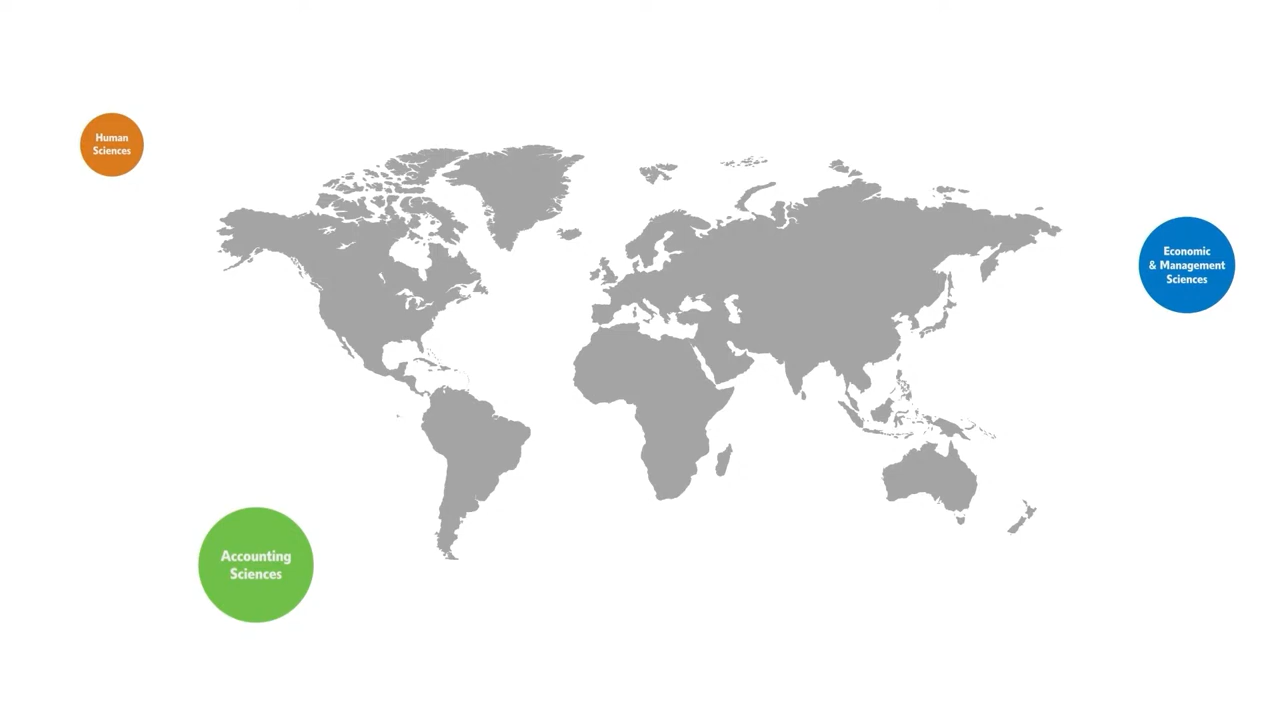 Human
Sciences
Economic
& Management
Sciences
Accounting
Sciences